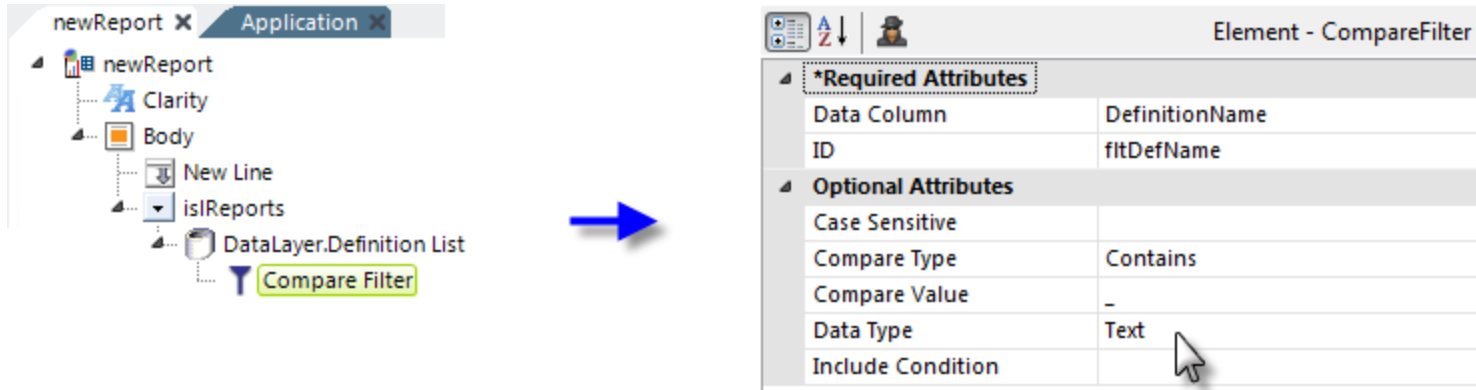 newReport
Application
newReport
Clarity
Body
New Line
islReports
DataLayer.Definition List
Compare Filter
Element - CompareFilter
*Required Attributes
Data Column DefinitionName
ID fltDefName
Optional Attributes
Case Sensitive
Compare Type Contains
Compare Value _
Data Type Text
Include Condition